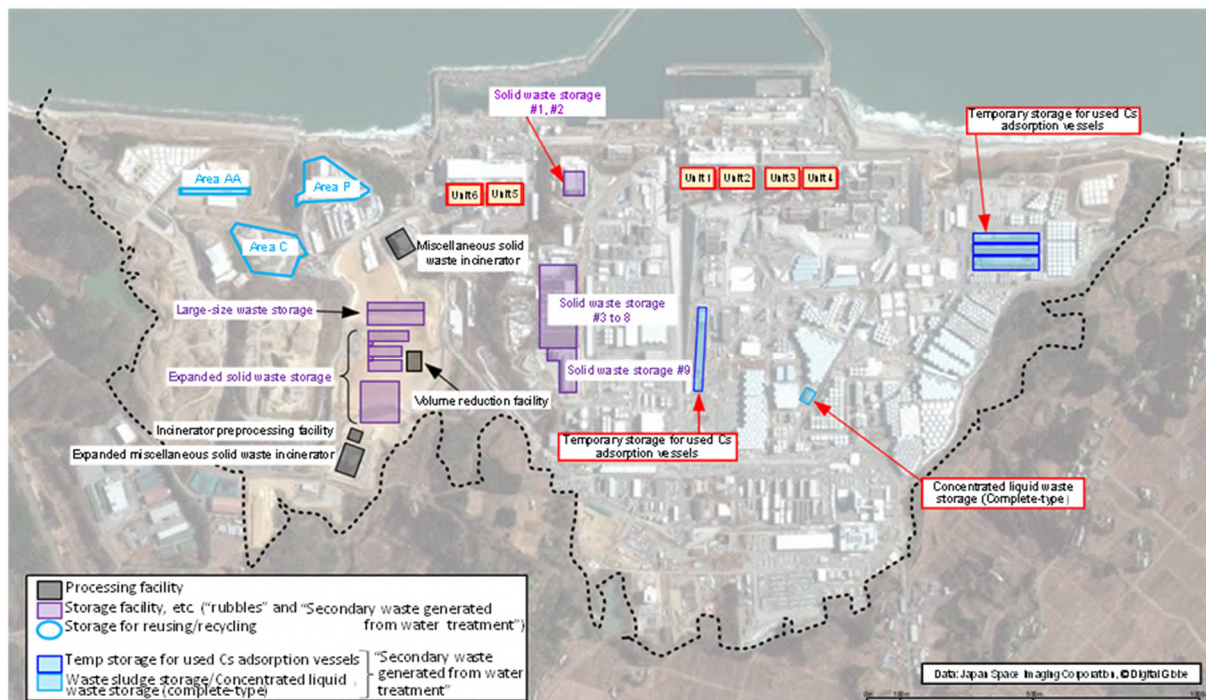 Solid waste storage
#1, #2
Temporary storage for used Cs
adsorption vessels
Area AA
Area P
Unit6
Unit5
Unit1
Unit2
Unit3
Unit4
Area C
Miscellaneous solid
waste incinerator
Large-size waste storage
Solid waste storage
#3 to 8
Expanded solid waste storage
Solid waste storage #9
Volume reduction facility
Incinerator preprocessing facility
Expanded miscellaneous solid waste incinerator
Temporary storage for used Cs
adsorption vessels
Concentrated liquid waste
storage (Complete-type)
Processing facility
Storage facility, etc. ("rubbles" and "Secondary waste generated
from water treatment")
Storage for reusing/recycling
Temp storage for used Cs adsorption vessels
Waste sludge storage/Concentrated liquid
waste storage (complete-type)
"Secondary waste
generated from water
treatment"
Data: Japan Space Imaging Corporation, © Digital Globe